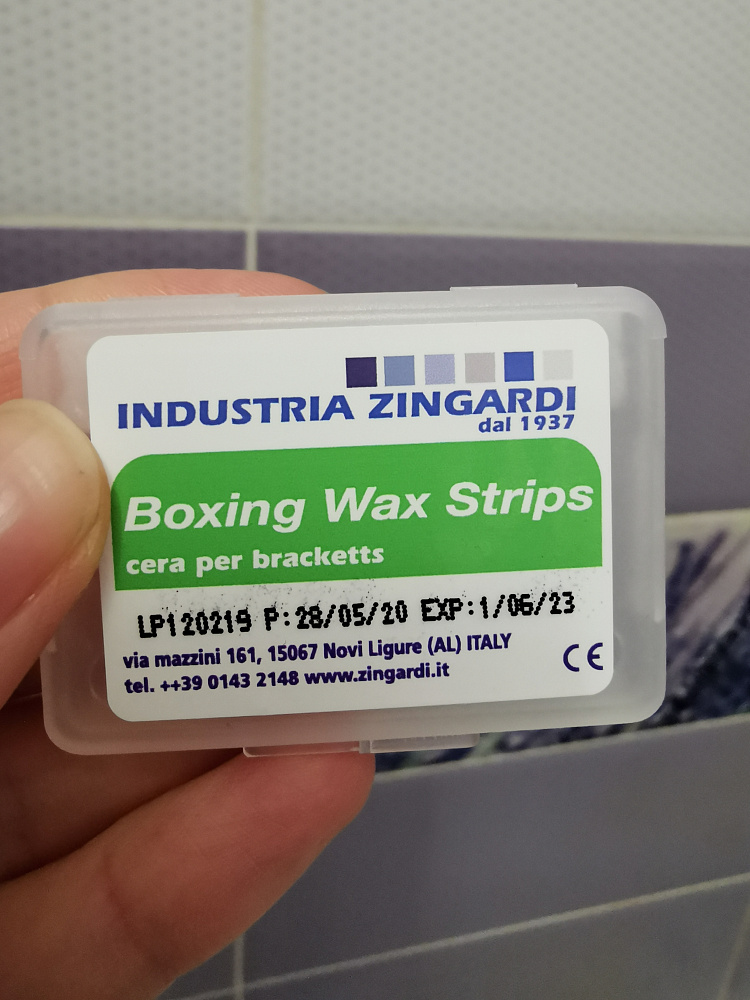 INDUSTRIA ZINGARDI
dal 1937
Boxing Wax Strips
cera per bracketts
LP120219 P:28/05/20 EXP:1/06/23
via mazzini 161, 15067 Novi Ligure (AL) ITALY
tel. ++39 0143 2148 www.zingardi.it
CE